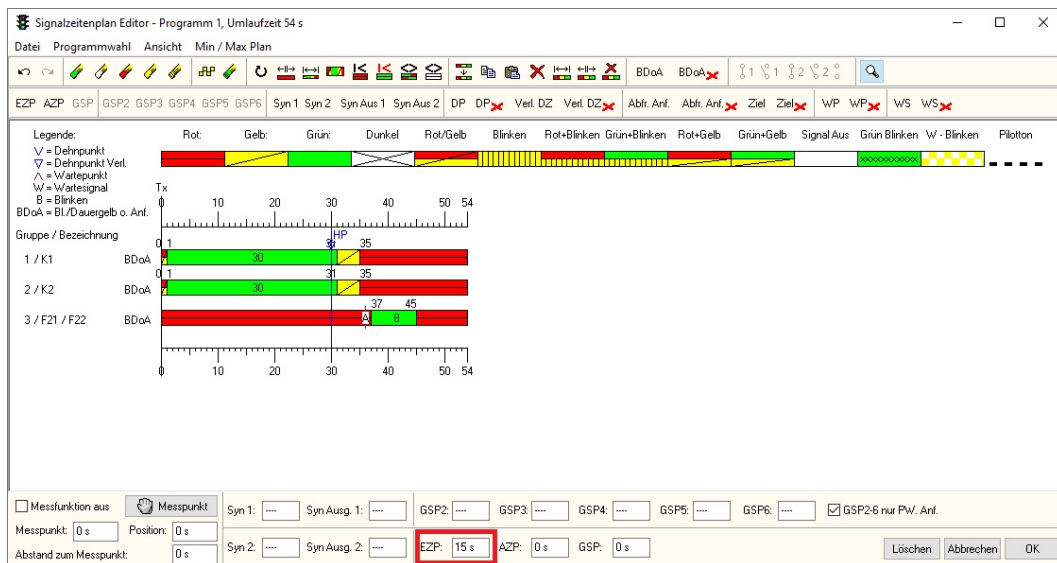 Signalzeitenplan Editor - Programm 1, Umlaufzeit 54 s
Datei Programmwahl Ansicht Min / Max Plan
BDoA BDoA 1 1 2 2
EZP AZP GSP GSP2 GSP3 GSP4 GSP5 GSP6 Syn 1 Syn 2 Syn Aus 1 Syn Aus 2 DP DP Verl. DZ Verl. DZ Abfr. Anf. Abfr. Anf. Ziel Ziel WP WP WS WS
Legende: Rot: Gelb: Grün: Dunkel Rot/Gelb Blinken Rot+Blinken Grün+Blinken Rot+Gelb Grün+Gelb Signal Aus Grün Blinken W - Blinken Pilotton
V = Dehnpunkt
▽ = Dehnpunkt Verl.
Λ = Wartepunkt
W = Wartesignal
B = Blinken
BDoA = Bl./Dauergelb o. Anf.
Tx
0 10 20 30 40 50 54
Gruppe / Bezeichnung
HP
0 1 31 35
1 / K1 BDoA 30
0 1 31 35
2 / K2 BDoA 30
37 45
3 / F21 / F22 BDoA A 8
0 10 20 30 40 50 54
Messfunktion aus Messpunkt Syn 1: ---- Syn Ausg. 1: ---- GSP2: ---- GSP3: ---- GSP4: ---- GSP5: ---- GSP6: ---- GSP2-6 nur PW. Anf.
Messpunkt: 0 s Position: 0 s
Abstand zum Messpunkt: 0 s Syn 2: ---- Syn Ausg. 2: ---- EZP: 15 s AZP: 0 s GSP: 0 s Löschen Abbrechen OK